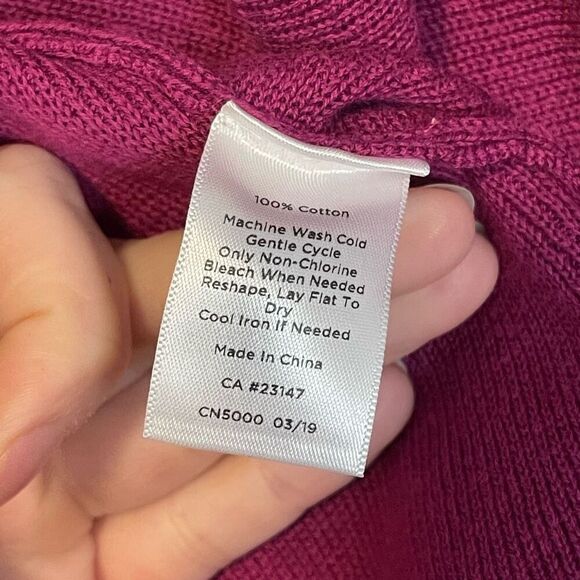 100% Cotton
Machine Wash Cold
Gentle Cycle
Only Non-Chlorine
Bleach When Needed
Reshape, Lay Flat To
Dry
Cool Iron If Needed
Made In China
CA #23147
CN5000 03/19